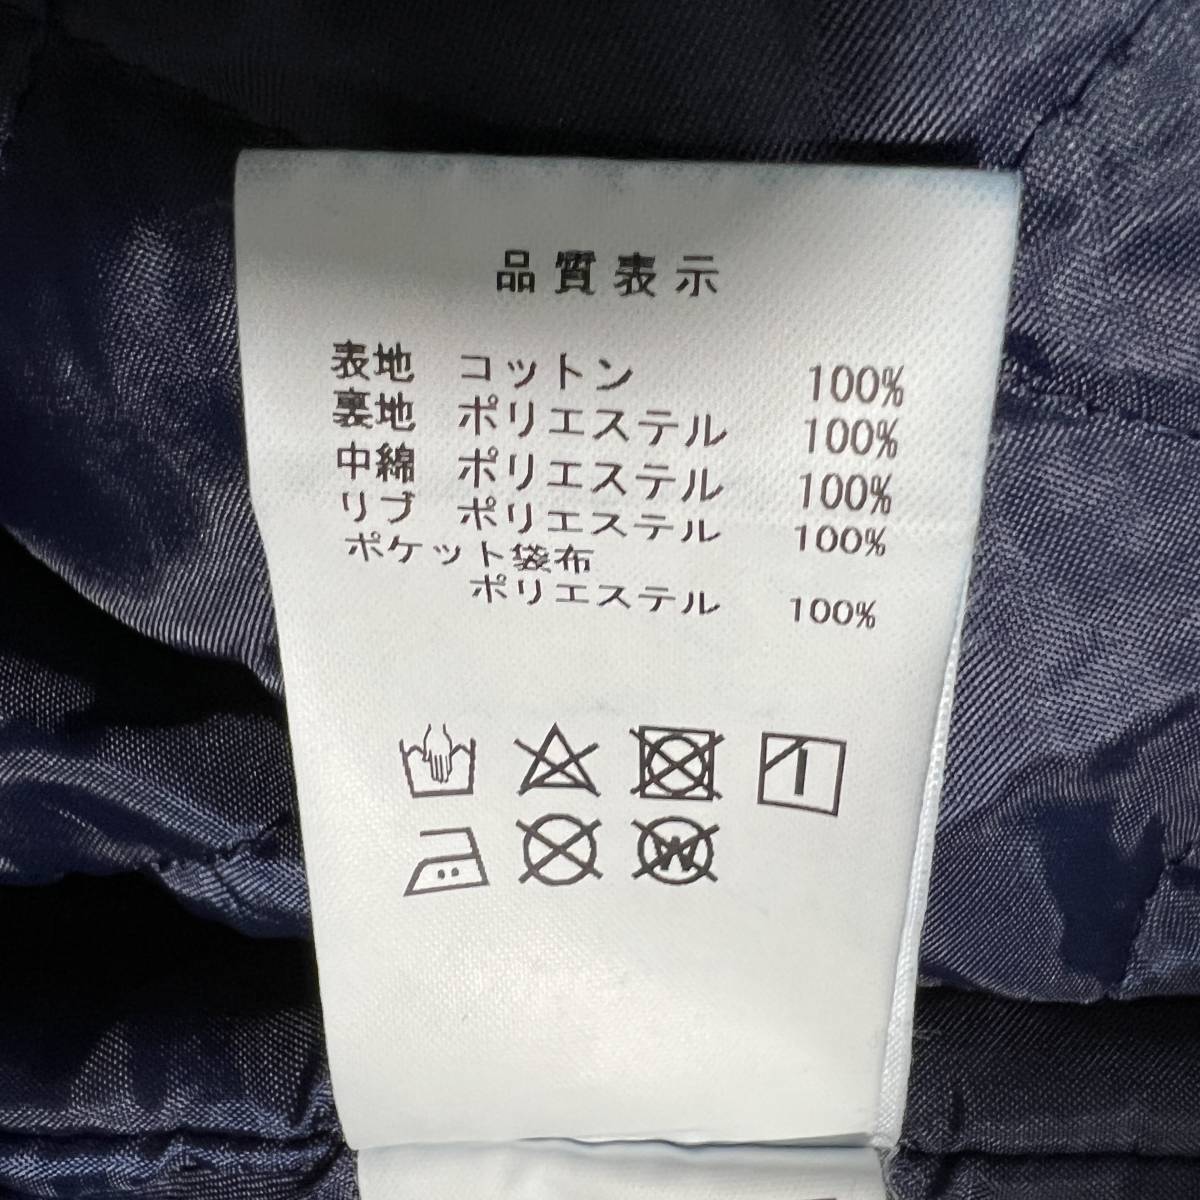 品質表示
表地 コットン 100%
裏地 ポリエステル 100%
中綿 ポリエステル 100%
リブ ポリエステル 100%
ポケット袋布
ポリエステル 100%
W